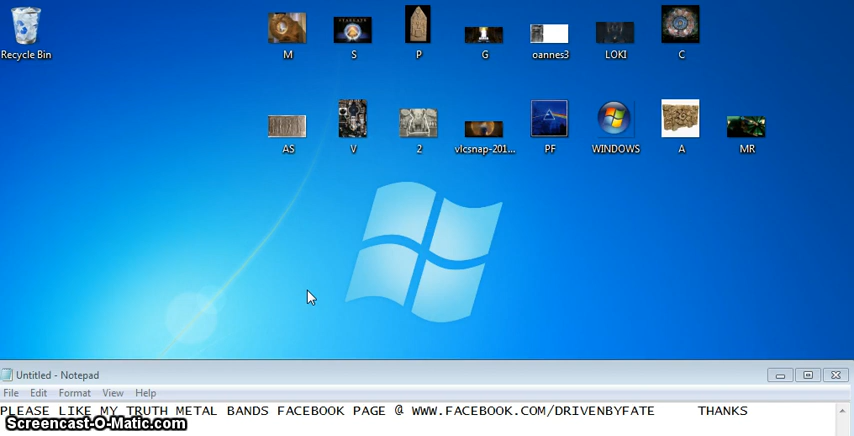 M S P G oannes3 LOKI C
Recycle Bin
STARGATE
AS V 2 vlcsnap-201... PF WINDOWS A MR
Untitled - Notepad
File Edit Format View Help
PLEASE LIKE MY TRUTH METAL BANDS FACEBOOK PAGE @ WWW.FACEBOOK.COM/DRIVENBYFATE THANKS
Screencast-O-Matic.com